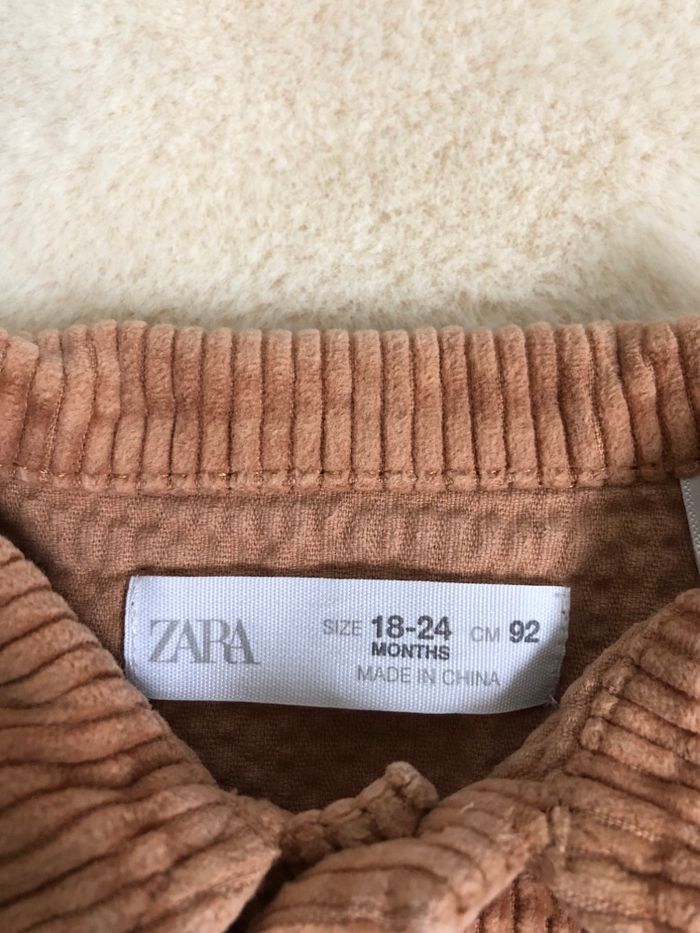 ZARA
SIZE 18-24 CM 92
MONTHS
MADE IN CHINA